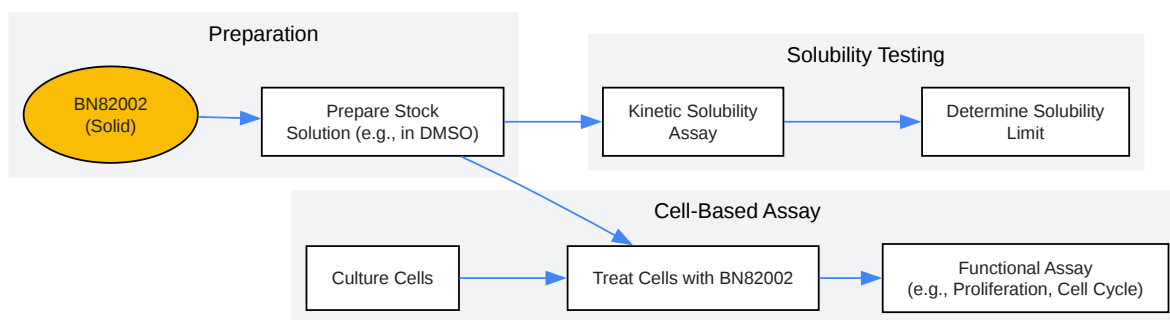 Preparation
BN82002
(Solid)
Prepare Stock
Solution (e.g., in DMSO)
Solubility Testing
Kinetic Solubility
Assay
Determine Solubility
Limit
Cell-Based Assay
Culture Cells
Treat Cells with BN82002
Functional Assay
(e.g., Proliferation, Cell Cycle)